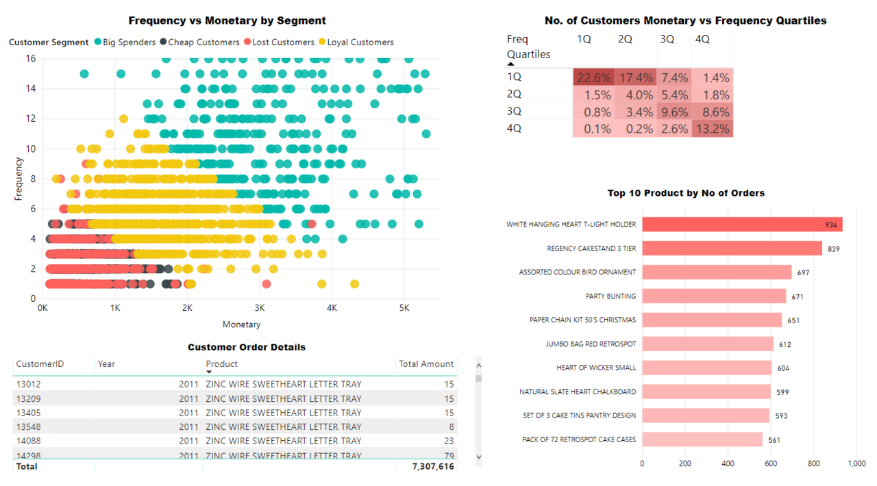 Frequency vs Monetary by Segment
Customer Segment Big Spenders Cheap Customers Lost Customers Loyal Customers
Frequency
16
14
12
10
8
6
4
2
0
0K 1K 2K 3K 4K 5K
Monetary
Customer Order Details
CustomerID Year Product Total Amount
13012 2011 ZINC WIRE SWEETHEART LETTER TRAY 15
13209 2011 ZINC WIRE SWEETHEART LETTER TRAY 15
13405 2011 ZINC WIRE SWEETHEART LETTER TRAY 15
13548 2011 ZINC WIRE SWEETHEART LETTER TRAY 8
14088 2011 ZINC WIRE SWEETHEART LETTER TRAY 23
14298 2011 ZINC WIRE SWEETHEART LETTER TRAY 79
Total 7,307,616
No. of Customers Monetary vs Frequency Quartiles
Freq 1Q 2Q 3Q 4Q
Quartiles
1Q 22.6% 17.4% 7.4% 1.4%
2Q 1.5% 4.0% 5.4% 1.8%
3Q 0.8% 3.4% 9.6% 8.6%
4Q 0.1% 0.2% 2.6% 13.2%
Top 10 Product by No of Orders
WHITE HANGING HEART T-LIGHT HOLDER 934
REGENCY CAKESTAND 3 TIER 839
ASSORTED COLOUR BIRD ORNAMENT 697
PARTY BUNTING 671
PAPER CHAIN KIT 50'S CHRISTMAS 651
JUMBO BAG RED RETROSPOT 612
HEART OF WICKER SMALL 604
NATURAL SLATE HEART CHALKBOARD 599
SET OF 3 CAKE TINS PANTRY DESIGN 593
PACK OF 72 RETROSPOT CAKE CASES 561
0 200 400 600 800 1,000